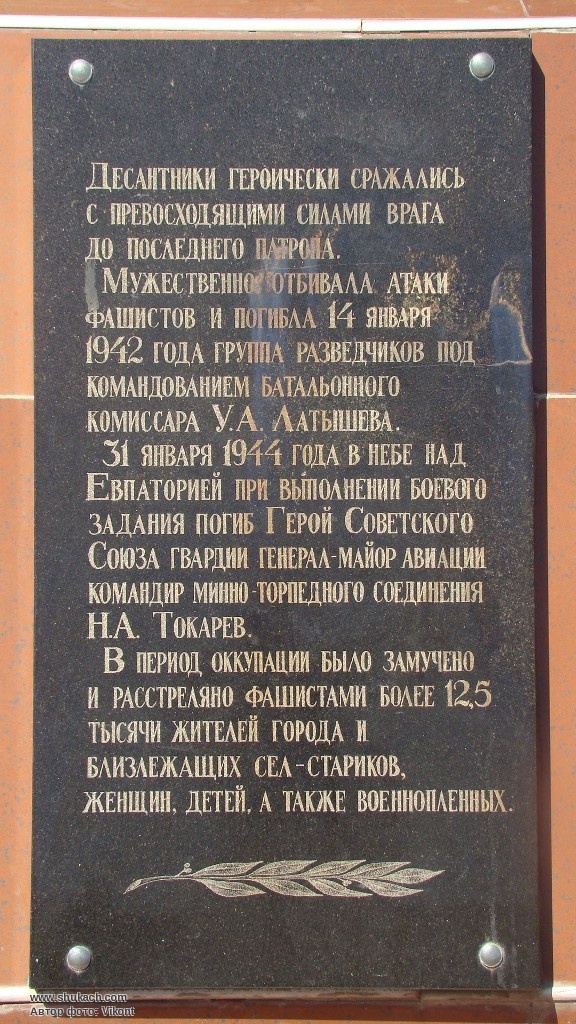 Десантники героически сражались
с превосходящими силами врага
до последнего патрона.
Мужественно отбивала атаки
фашистов и погибла 14 января
1942 года группа разведчиков под
командованием батальонного
комиссара У.А. Латышева.
31 января 1944 года в небе над
Евпаторией при выполнении боевого
задания погиб Герой Советского
Союза гвардии генерал-майор авиации
командир минно-торпедного соединения
Н.А. Токарев.
В период оккупации было замучено
и расстреляно фашистами более 12,5
тысячи жителей города и
близлежащих сел-стариков,
женщин, детей, а также военнопленных.
www.shukach.com
Автор фото: Vikont